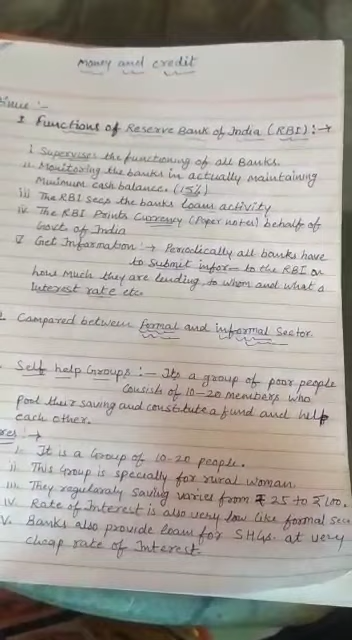 Money and credit
I Functions of Reserve Bank of India (RBI) :→
i Supervises the functioning of all Banks.
ii Monitoring the banks in actually maintaining
Minimum cash balance. (15%)
iii The RBI sees the banks loans activity
iv The RBI Prints Currency (Paper notes) behalf of
Govt. of India
V Get Information :→ Periodically all banks have
to submit infor— to the RBI on
how much they are lending, to whom and what's
interest rate etc.
Compared between formal and informal Sector.
Self help Groups :— Its a group of poor people
consists of 10-20 members who
pool their saving and constitute a fund and help
each other.
i. It is a Group of 10-20 people.
ii) This Group is specially for rural woman.
iii. They regularaly saving varies from ₹ 25 to ₹ 100.
iv. Rate of Interest is also very low like formal
V. Banks also provide loan for SHGs. at very
cheap rate of Interest.